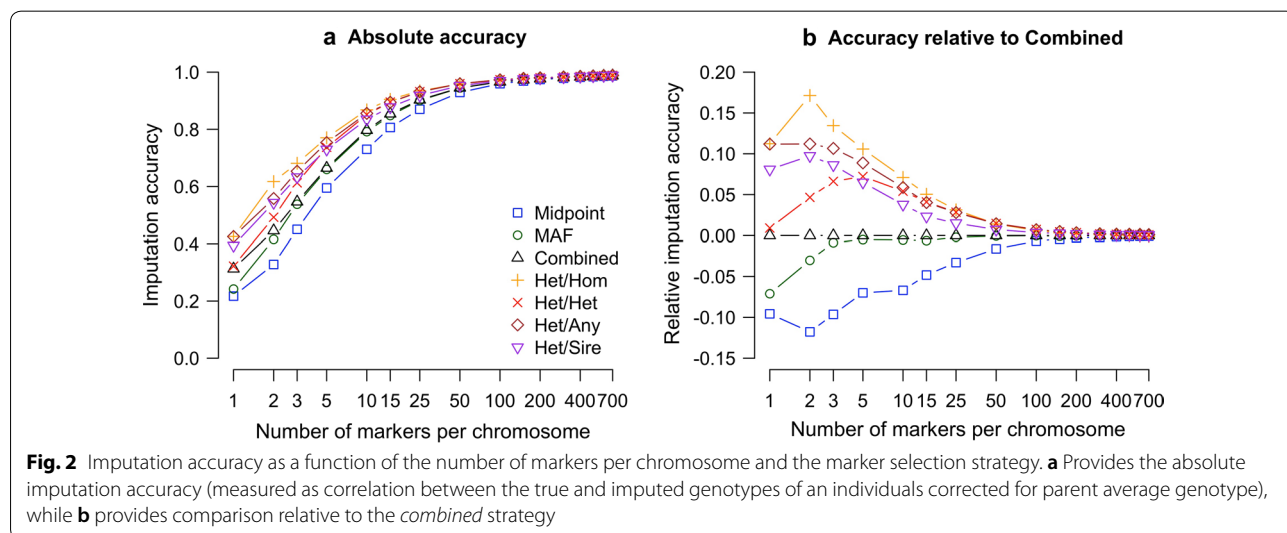 a Absolute accuracy
Imputation accuracy
1.0
0.8
0.6
0.4
0.2
0.0
1 2 3 5 10 15 25 50 100 200 400 700
Number of markers per chromosome
Midpoint
MAF
Combined
Het/Hom
Het/Het
Het/Any
Het/Sire
b Accuracy relative to Combined
Relative imputation accuracy
0.20
0.15
0.10
0.05
0.00
-0.05
-0.10
-0.15
1 2 3 5 10 15 25 50 100 200 400 700
Number of markers per chromosome
Fig. 2 Imputation accuracy as a function of the number of markers per chromosome and the marker selection strategy. a Provides the absolute
imputation accuracy (measured as correlation between the true and imputed genotypes of an individuals corrected for parent average genotype),
while b provides comparison relative to the combined strategy